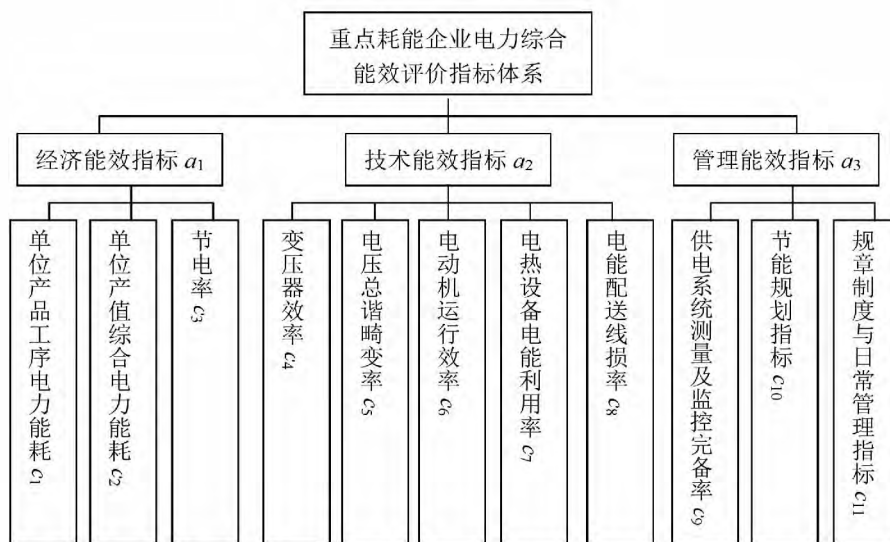 重点耗能企业电力综合
能效评价指标体系
经济能效指标 a1
技术能效指标 a2
管理能效指标 a3
单位产品工序电力能耗 c1
单位产值综合电力能耗 c2
节电率 c3
变压器效率 c4
电压总谐畸变率 c5
电动机运行效率 c6
电热设备电能利用率 c7
电能配送线损率 c8
供电系统测量及监控完备率 c9
节能规划指标 c10
规章制度与日常管理指标 c11